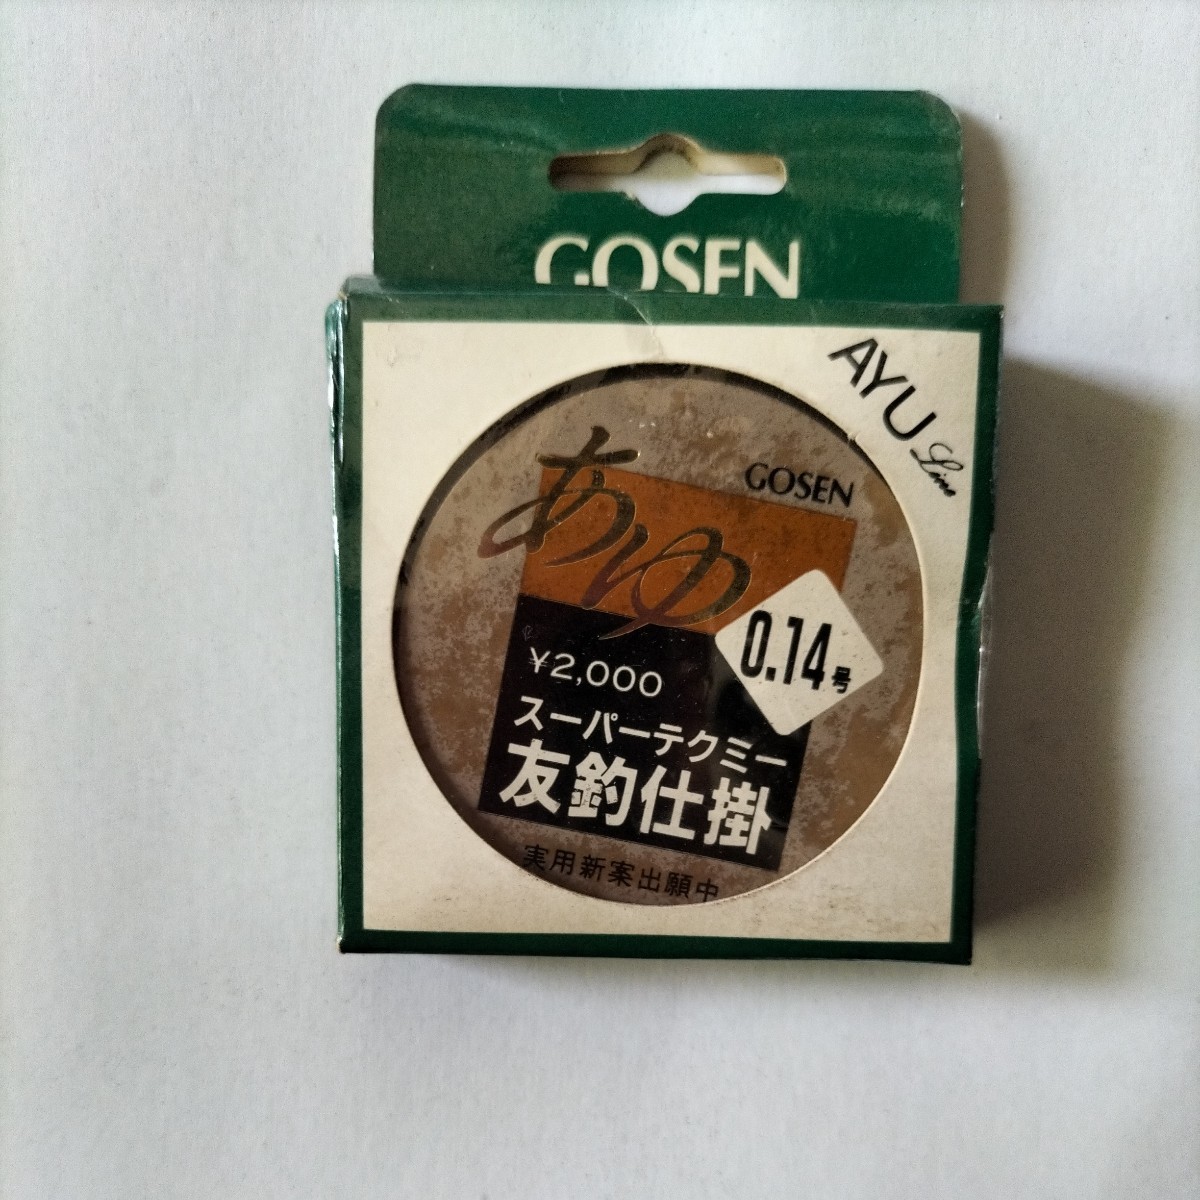 GOSEN
AYU Line
GOSEN
あゆ
0.14号
¥2,000
スーパーテクミー
友釣仕掛
実用新案出願中